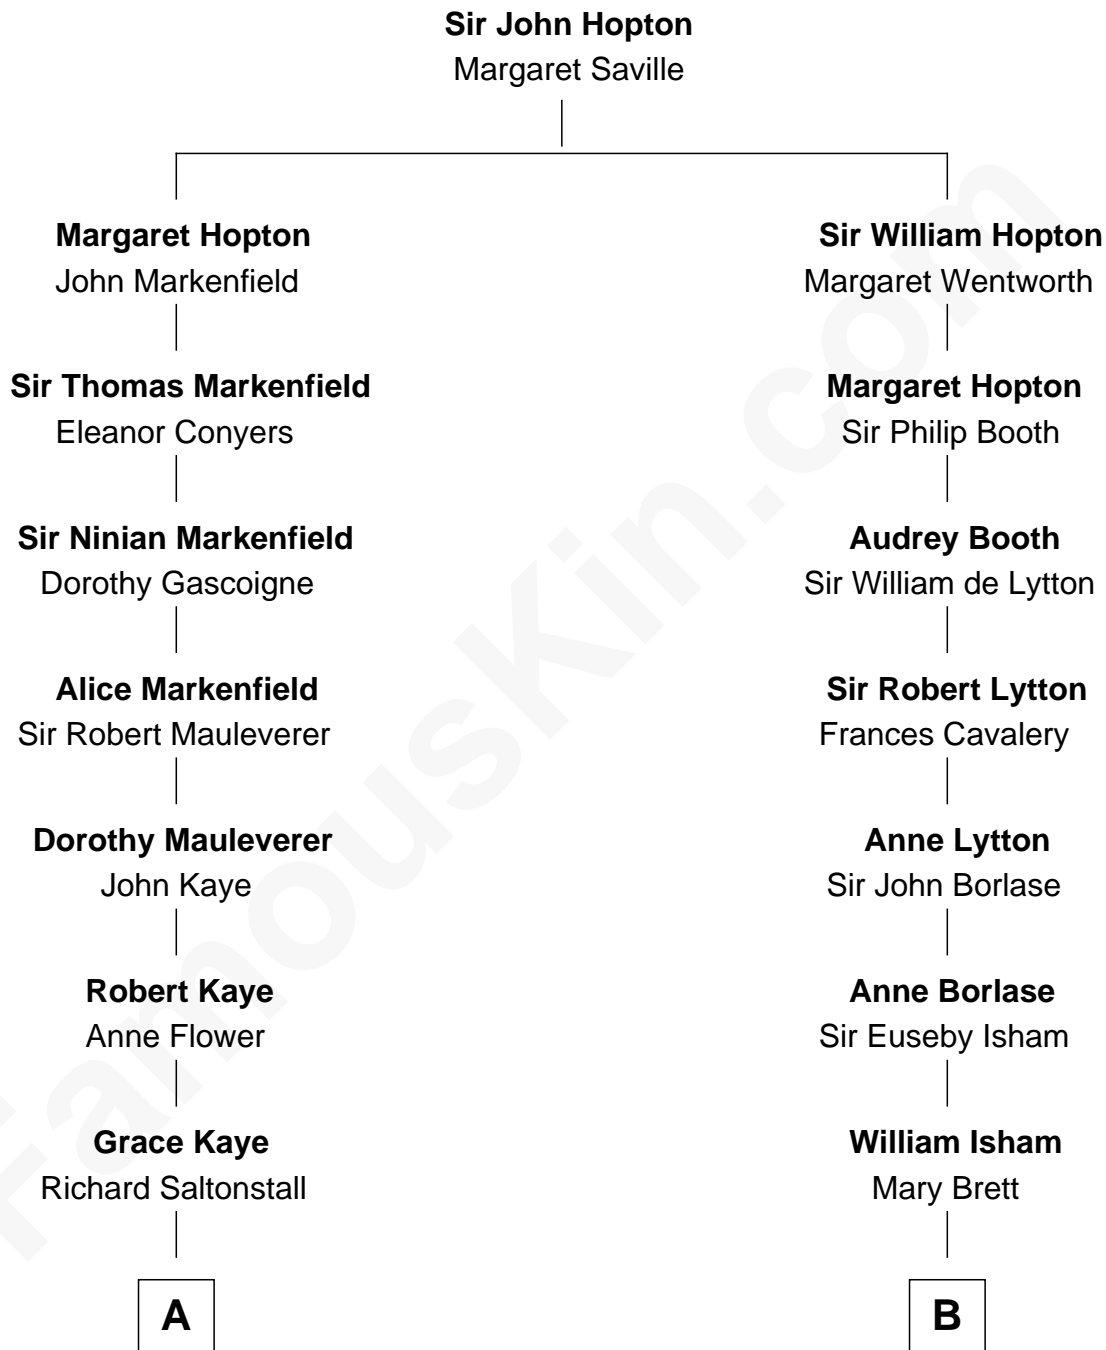 Sir John Hopton
Margaret Saville
Margaret Hopton
John Markenfield
Sir Thomas Markenfield
Eleanor Conyers
Sir Ninian Markenfield
Dorothy Gascoigne
Alice Markenfield
Sir Robert Mauleverer
Dorothy Mauleverer
John Kaye
Robert Kaye
Anne Flower
Grace Kaye
Richard Saltonstall
A
Sir William Hopton
Margaret Wentworth
Margaret Hopton
Sir Philip Booth
Audrey Booth
Sir William de Lytton
Sir Robert Lytton
Frances Cavalery
Anne Lytton
Sir John Borlase
Anne Borlase
Sir Euseby Isham
William Isham
Mary Brett
B
FamousKin.com